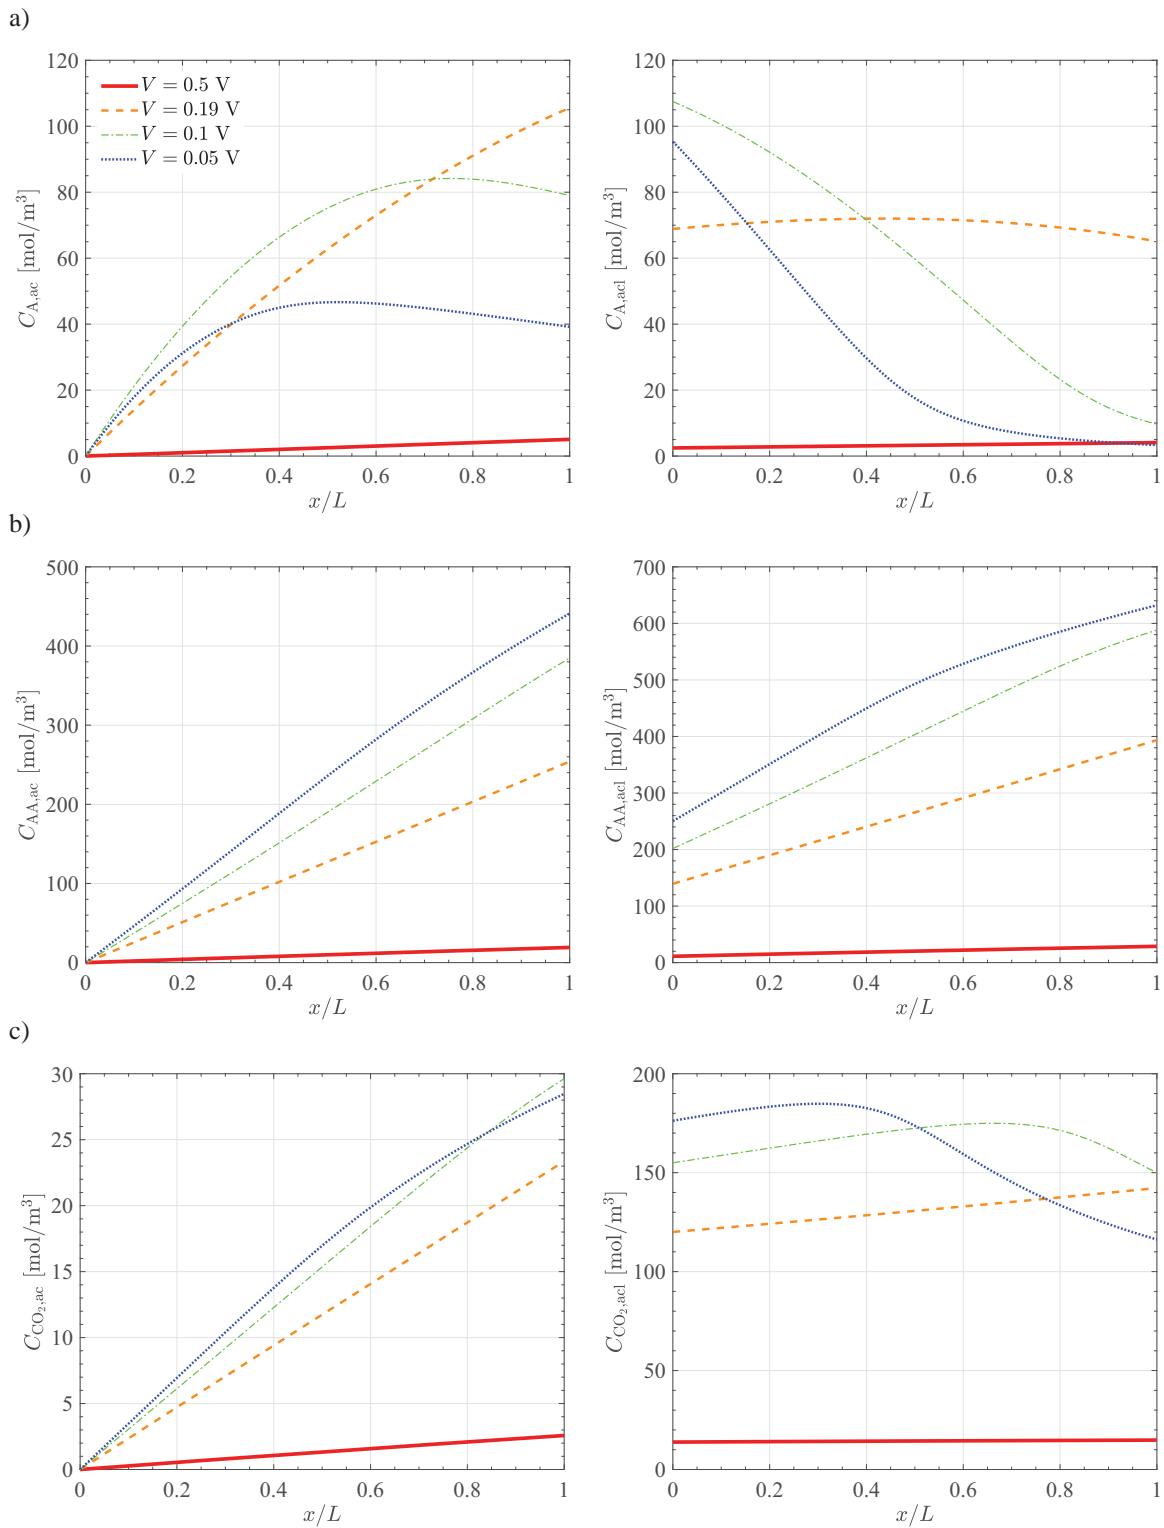 a)
120
100
80
60
40
20
0
C_A,ac [mol/m³]
V = 0.5 V
V = 0.19 V
V = 0.1 V
V = 0.05 V
0 0.2 0.4 0.6 0.8 1
x/L
120
100
80
60
40
20
0
C_A,acl [mol/m³]
0 0.2 0.4 0.6 0.8 1
x/L
b)
500
400
300
200
100
0
C_AA,ac [mol/m³]
0 0.2 0.4 0.6 0.8 1
x/L
700
600
500
400
300
200
100
0
C_AA,acl [mol/m³]
0 0.2 0.4 0.6 0.8 1
x/L
c)
30
25
20
15
10
5
0
C_CO₂,ac [mol/m³]
0 0.2 0.4 0.6 0.8 1
x/L
200
150
100
50
0
C_CO₂,acl [mol/m³]
0 0.2 0.4 0.6 0.8 1
x/L